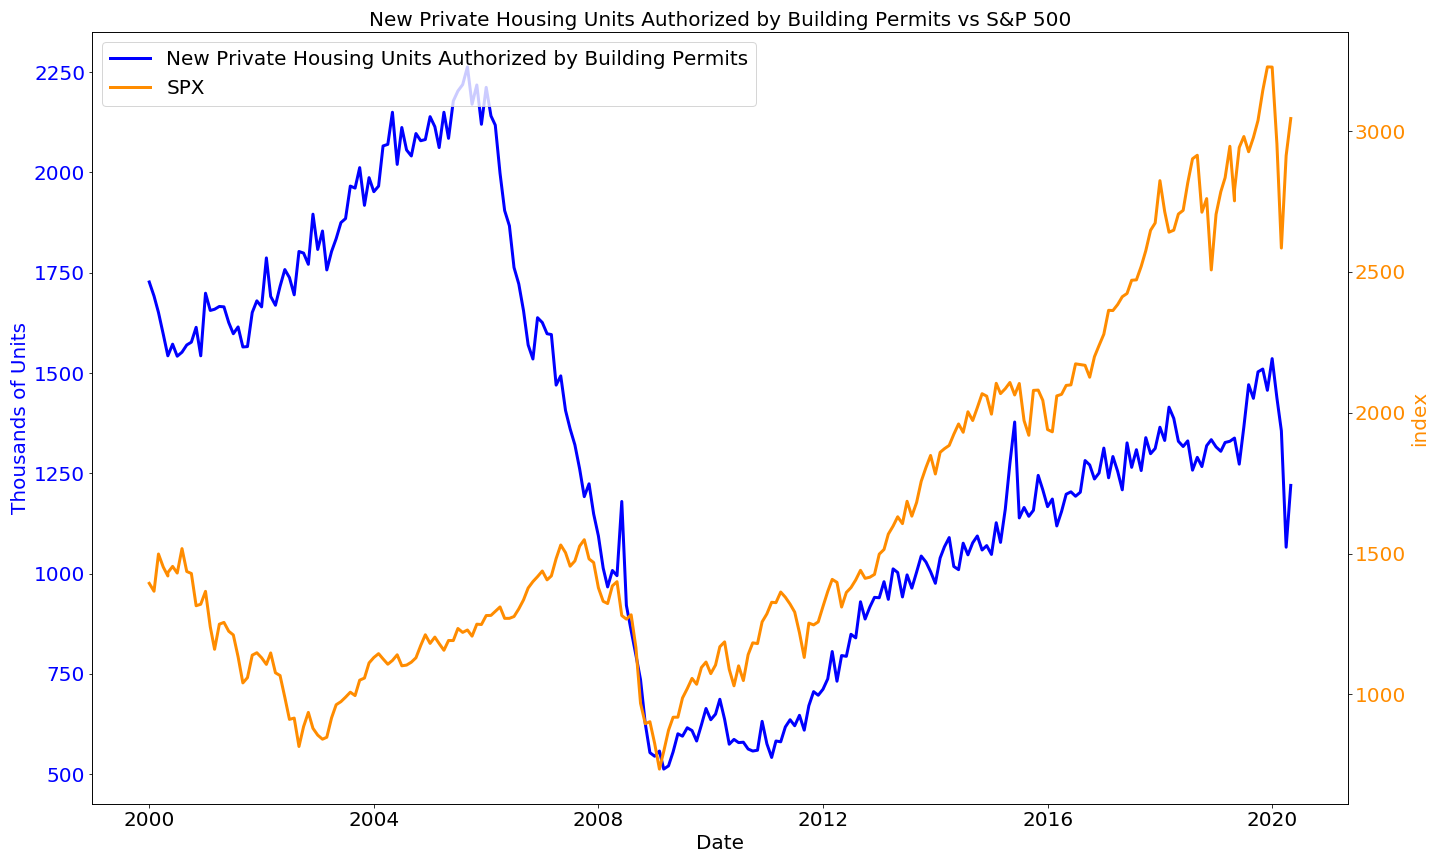 New Private Housing Units Authorized by Building Permits vs S&P 500
New Private Housing Units Authorized by Building Permits
SPX
2250
2000
1750
1500
1250
1000
750
500
Thousands of Units
3000
2500
2000
1500
1000
index
2000 2004 2008 2012 2016 2020
Date